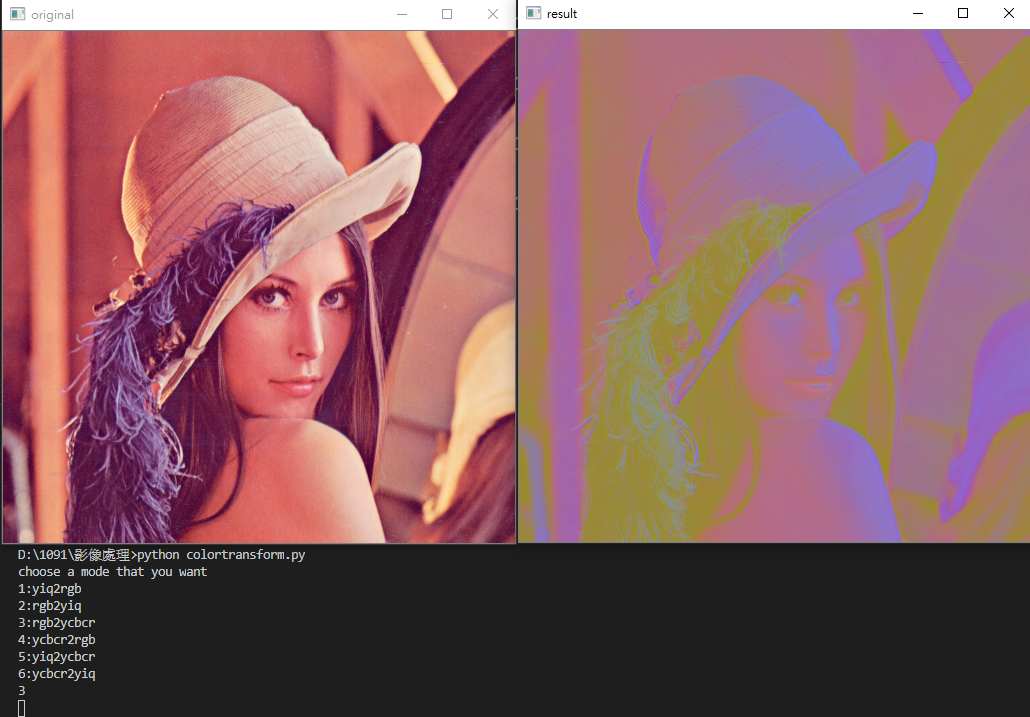 original
result
D:\1091\影像處理>python colortransform.py
choose a mode that you want
1:yiq2rgb
2:rgb2yiq
3:rgb2ycbcr
4:ycbcr2rgb
5:yiq2ycbcr
6:ycbcr2yiq
3